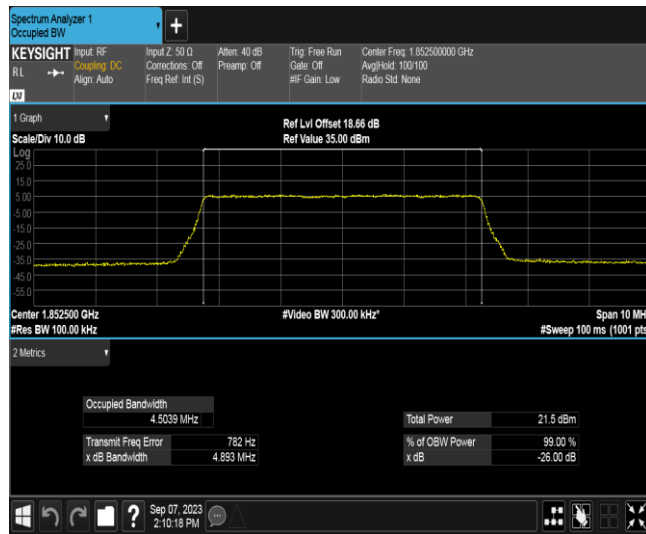 Spectrum Analyzer 1
Occupied BW
+
KEYSIGHT
RL
LXI
Input: RF
Coupling: DC
Align: Auto
Input Z: 50 Ω
Corrections: Off
Freq Ref: Int (S)
Atten: 40 dB
Preamp: Off
Trig: Free Run
Gate: Off
#IF Gain: Low
Center Freq: 1.852500000 GHz
Avg|Hold: 100/100
Radio Std: None
1 Graph
Scale/Div 10.0 dB
Ref Lvl Offset 18.66 dB
Ref Value 35.00 dBm
Log
25.0
15.0
5.00
-5.00
-15.0
-25.0
-35.0
-45.0
-55.0
Center 1.852500 GHz
#Res BW 100.00 kHz
#Video BW 300.00 kHz*
Span 10 MH
#Sweep 100 ms (1001 pts
2 Metrics
Occupied Bandwidth
4.5039 MHz
Transmit Freq Error 782 Hz
x dB Bandwidth 4.893 MHz
Total Power 21.5 dBm
% of OBW Power 99.00 %
x dB -26.00 dB
?
Sep 07, 2023
2:10:18 PM